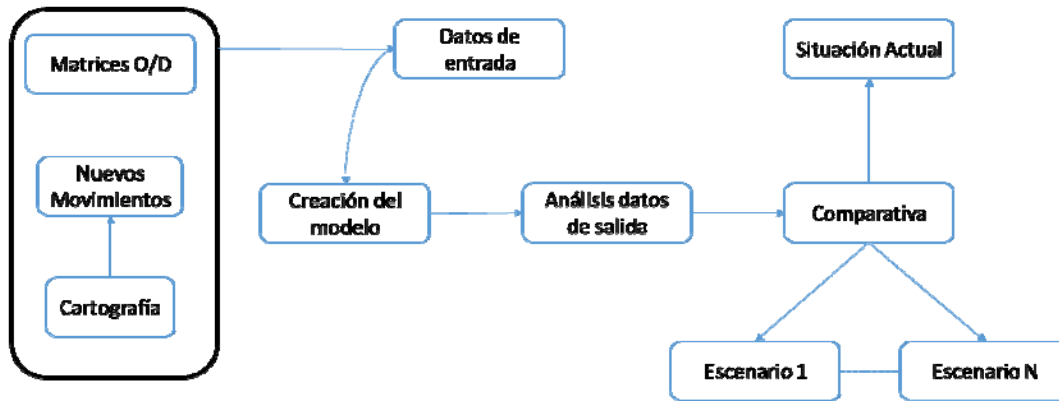 Matrices O/D
Nuevos
Movimientos
Cartografía
Datos de
entrada
Creación del
modelo
Análisis datos
de salida
Comparativa
Situación Actual
Escenario 1
Escenario N